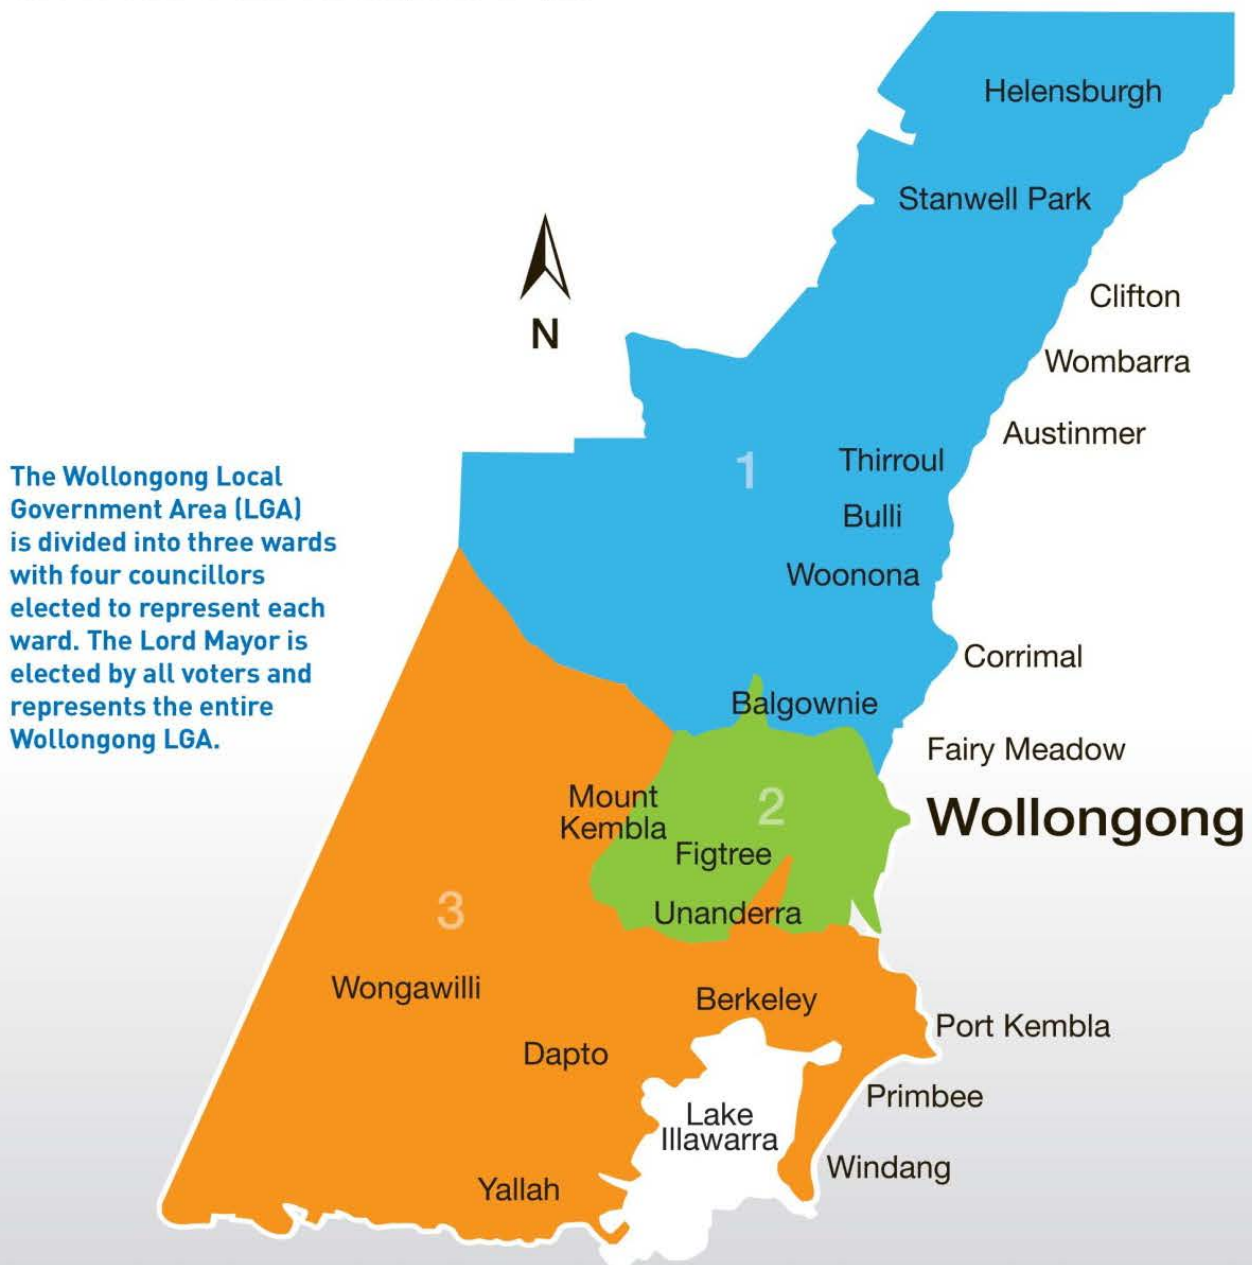 Helensburgh
Stanwell Park
N
Clifton
Wombarra
Austinmer
The Wollongong Local
Government Area (LGA)
is divided into three wards
with four councillors
elected to represent each
ward. The Lord Mayor is
elected by all voters and
represents the entire
Wollongong LGA.
1
Thirroul
Bulli
Woonona
Corrimal
Balgownie
Fairy Meadow
Mount
Kembla
2
Wollongong
Figtree
3
Unanderra
Wongawilli
Berkeley
Port Kembla
Dapto
Primbee
Lake
Illawarra
Windang
Yallah